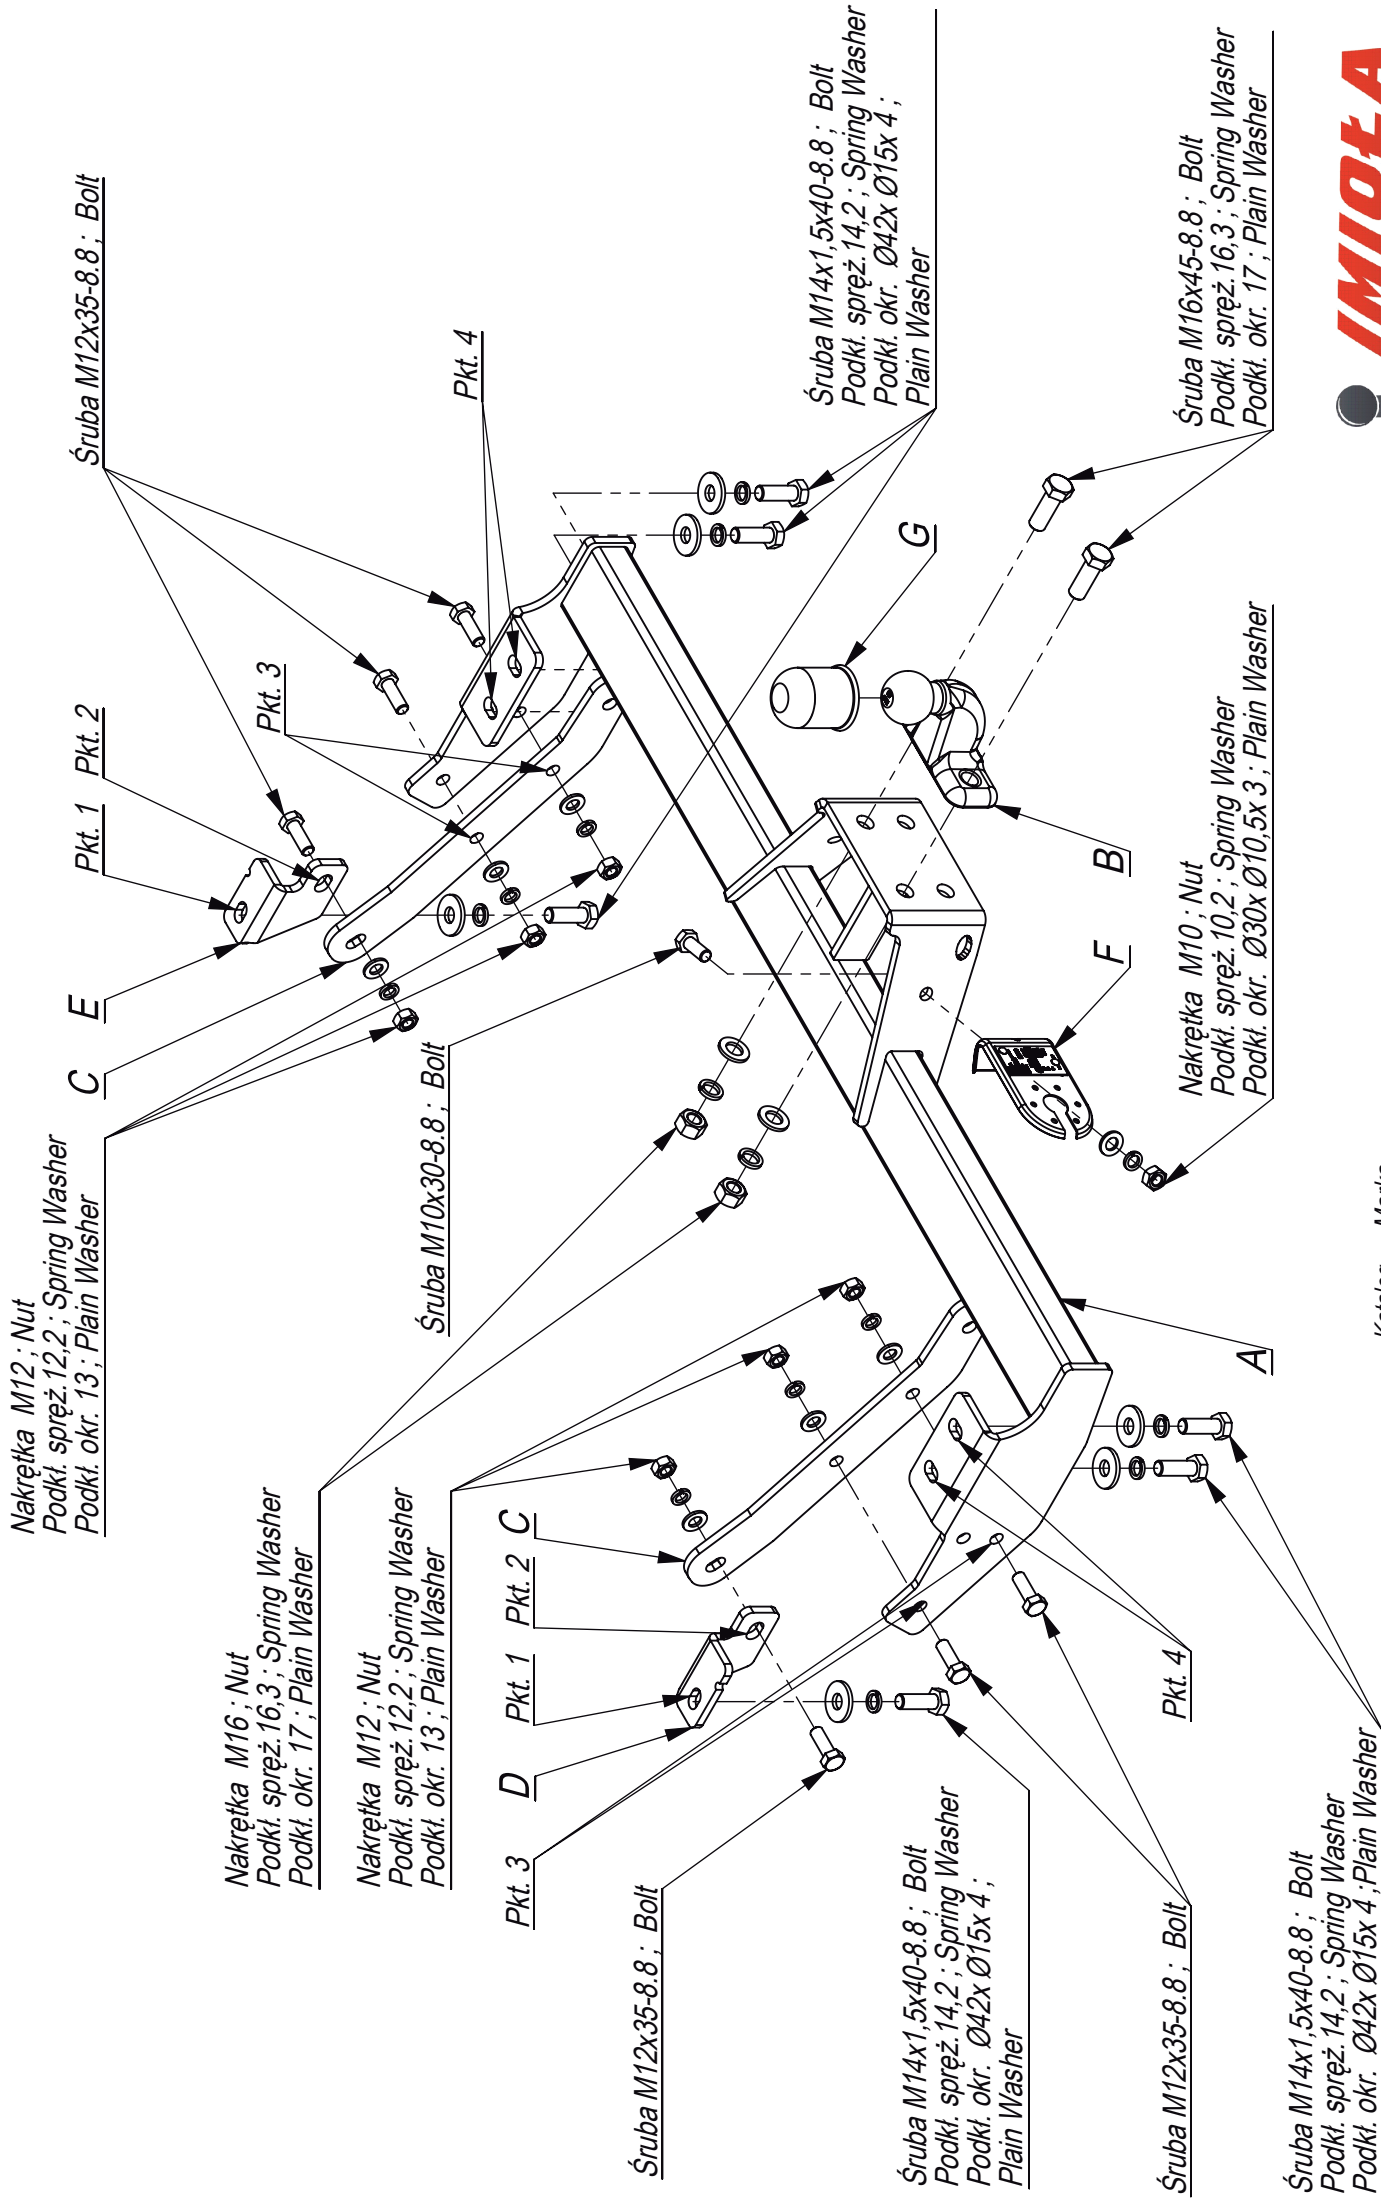 Nakrętka M12 ; Nut
Podkł. spręż.12,2 ; Spring Washer
Podkł. okr. 13 ; Plain Washer
Nakrętka M16 ; Nut
Podkł. spręż.16,3 ; Spring Washer
Podkł. okr. 17 ; Plain Washer
Nakrętka M12 ; Nut
Podkł. spręż.12,2 ; Spring Washer
Podkł. okr. 13 ; Plain Washer
Pkt. 3
D
Pkt. 1
Pkt. 2
C
Śruba M12x35-8.8 ; Bolt
Śruba M14x1,5x40-8.8 ; Bolt
Podkł. spręż.14,2 ; Spring Washer
Podkł. okr. Ø42x Ø15x 4 ;
Plain Washer
Śruba M12x35-8.8 ; Bolt
Pkt. 4
Śruba M14x1,5x40-8.8 ; Bolt
Podkł. spręż.14,2 ; Spring Washer
Podkł. okr. Ø42x Ø15x 4 ;Plain Washer
C
E
Pkt. 1
Pkt. 2
Śruba M12x35-8.8 ; Bolt
Pkt. 3
Pkt. 4
Śruba M10x30-8.8 ; Bolt
Śruba M14x1,5x40-8.8 ; Bolt
Podkł. spręż.14,2 ; Spring Washer
Podkł. okr. Ø42x Ø15x 4 ;
Plain Washer
G
B
F
A
Śruba M16x45-8.8 ; Bolt
Podkł. spręż.16,3 ; Spring Washer
Podkł. okr. 17 ; Plain Washer
Nakrętka M10 ; Nut
Podkł. spręż.10,2 ; Spring Washer
Podkł. okr. Ø30x Ø10,5x 3 ; Plain Washer
IMIOŁA